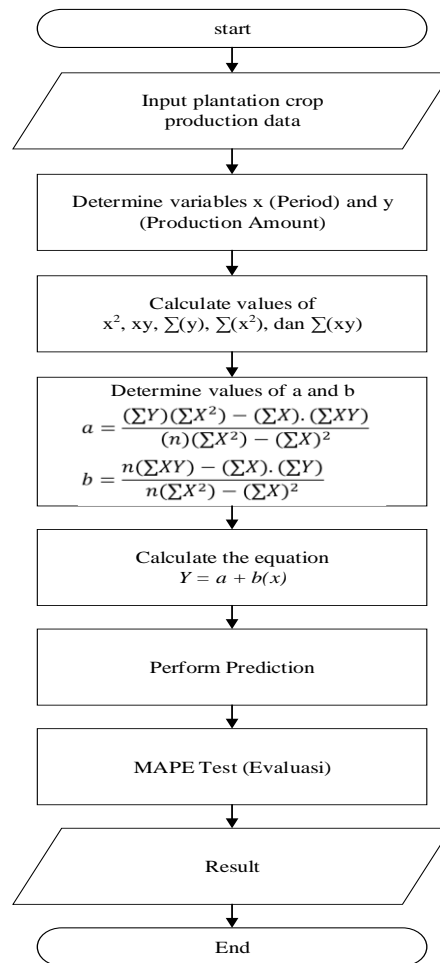 start
Input plantation crop
production data
Determine variables x (Period) and y
(Production Amount)
Calculate values of
x², xy, ∑(y), ∑(x²), dan ∑(xy)
Determine values of a and b
a = (∑Y)(∑X²) − (∑X). (∑XY) / (n)(∑X²) − (∑X)²
b = n(∑XY) − (∑X). (∑Y) / n(∑X²) − (∑X)²
Calculate the equation
Y = a + b(x)
Perform Prediction
MAPE Test (Evaluasi)
Result
End